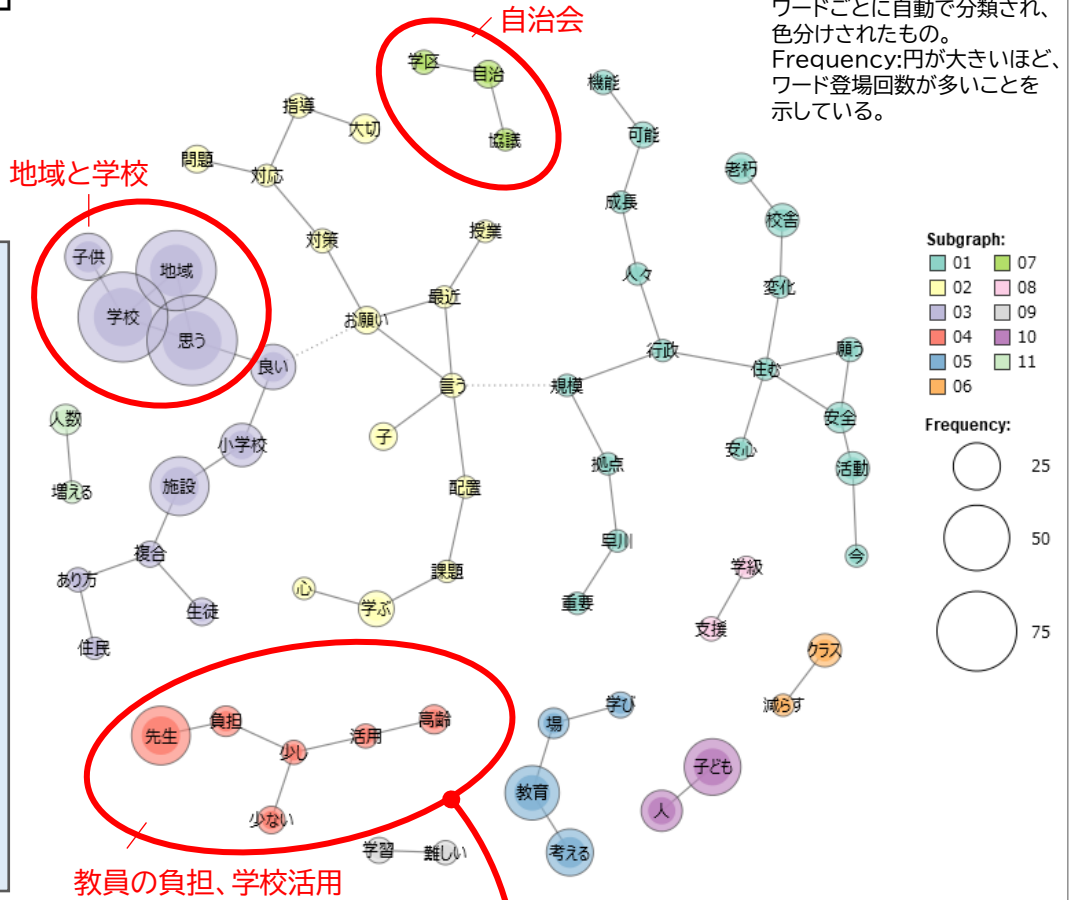 ワードごとに自動で分類され、
色分けされたもの。
Frequency:円が大きいほど、
ワード登場回数が多いことを
示している。
自治会
学区
自治
協議
機能
可能
成長
人々
行政
規模
拠点
早川
重要
老朽
校舎
変化
住む
願う
安全
安心
活動
今
指導
大切
問題
対応
対策
授業
最近
お願い
言う
子
配置
課題
学ぶ
心
地域と学校
子供
地域
学校
思う
良い
小学校
施設
複合
あり方
生徒
住民
人数
増える
学級
支援
クラス
減らす
先生
負担
少し
活用
高齢
少ない
教員の負担、学校活用
学習
難しい
学び
場
教育
考える
子ども
人
Subgraph:
01 07
02 08
03 09
04 10
05 11
06
Frequency:
25
50
75